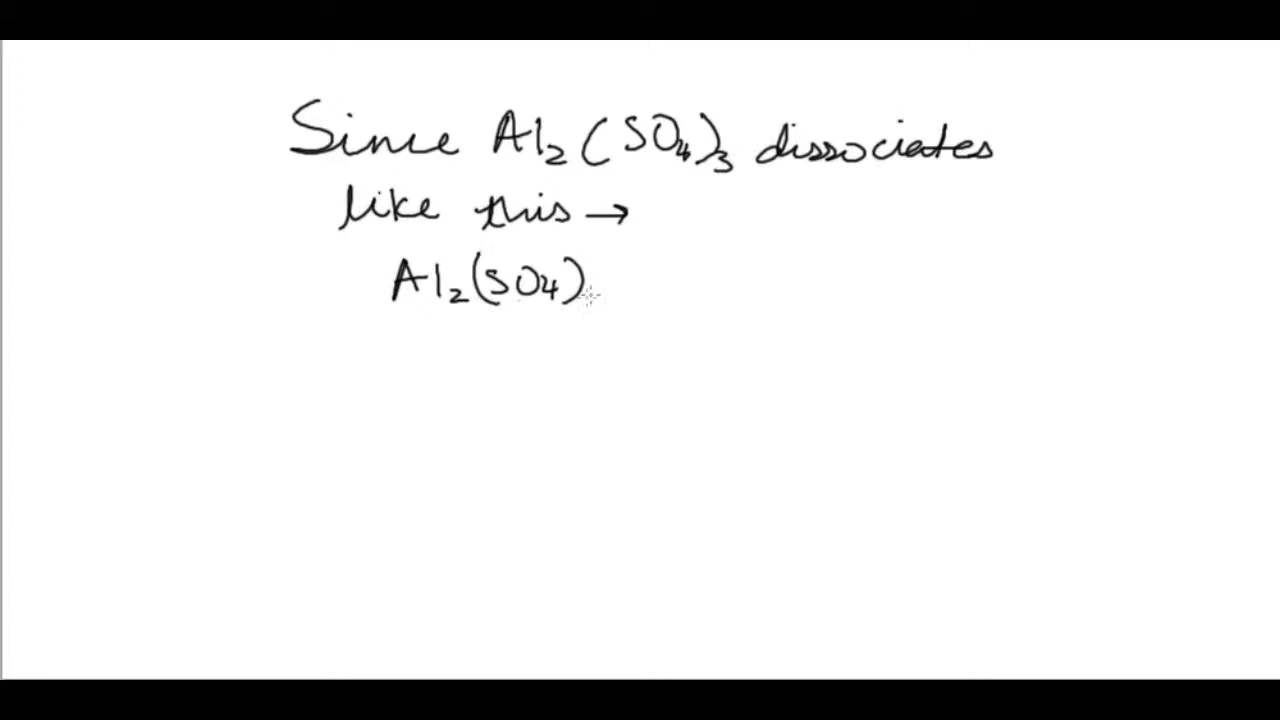 Since Al₂(SO₄)₃ dissociates
like this →
Al₂(SO4)